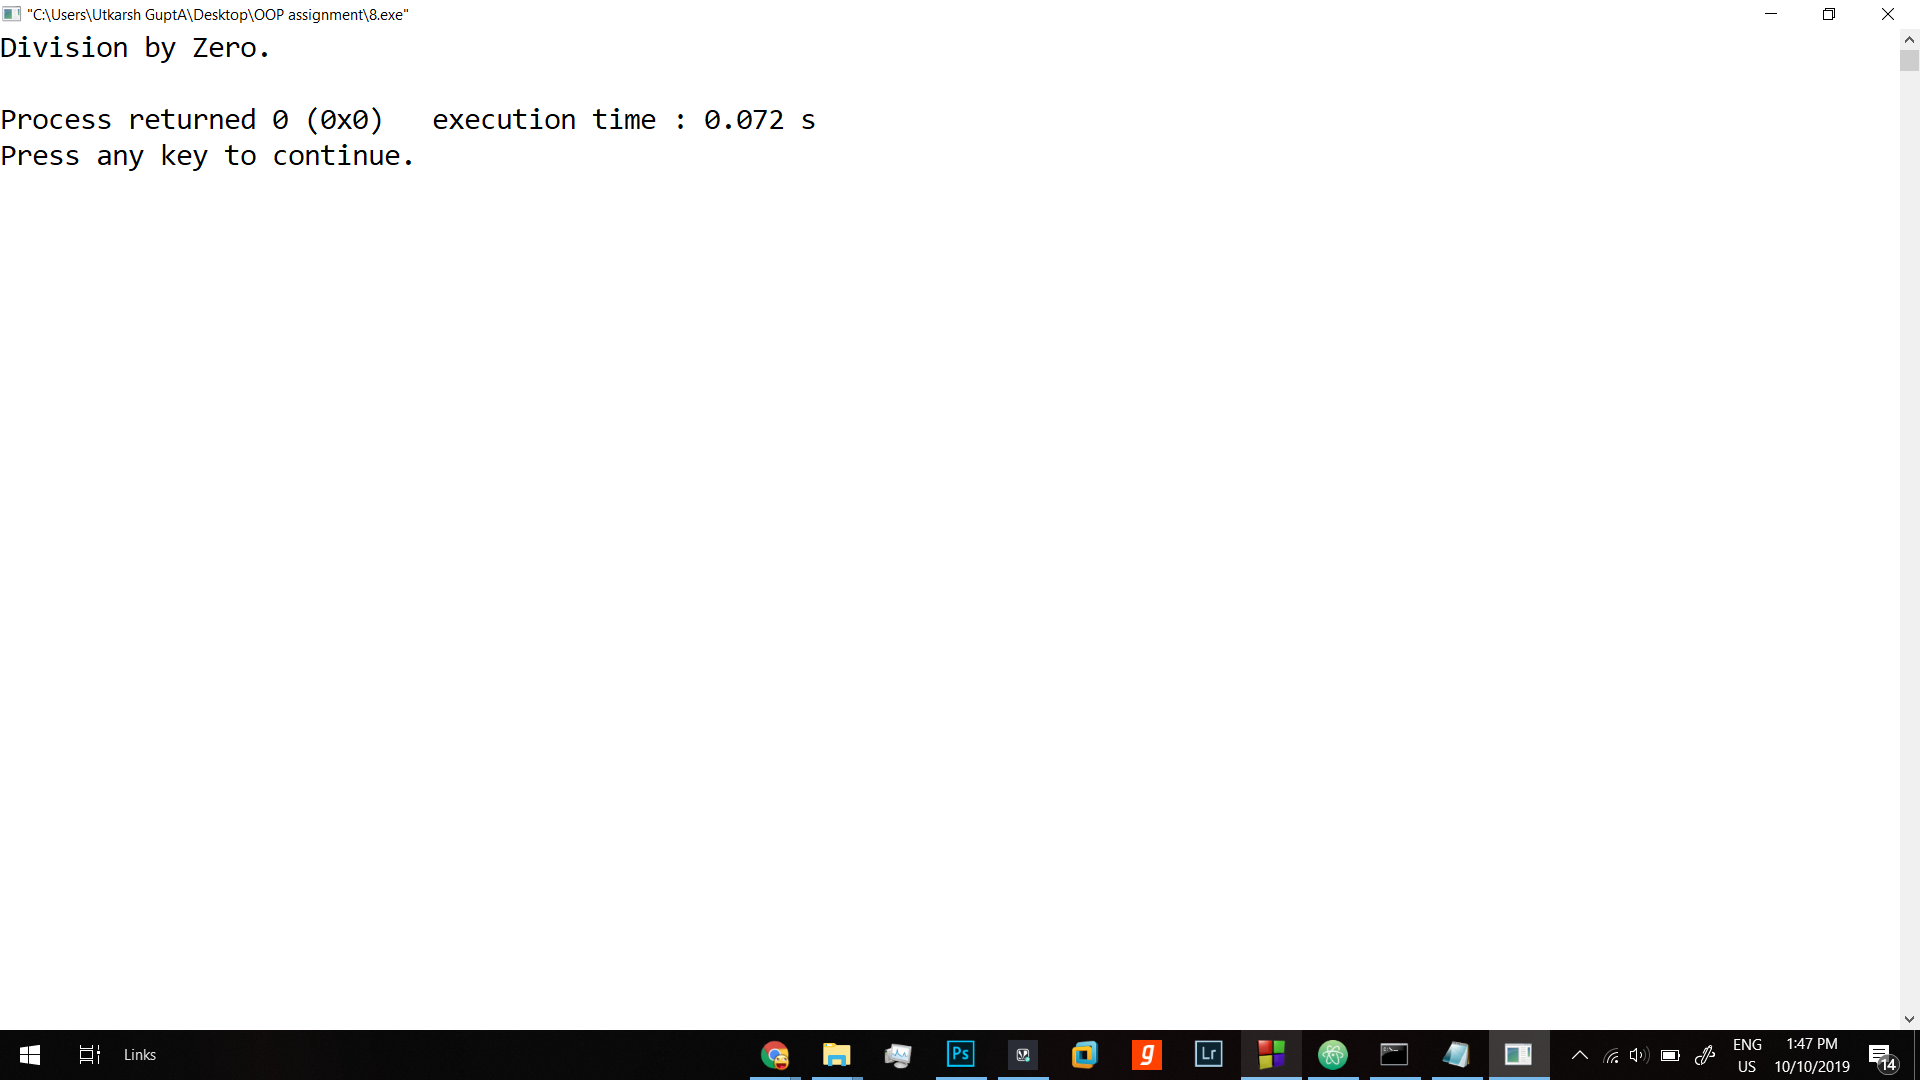 "C:\Users\Utkarsh GuptA\Desktop\OOP assignment\8.exe"
Division by Zero.
Process returned 0 (0x0)   execution time : 0.072 s
Press any key to continue.
Links
Ps
g
Lr
ENG
US
1:47 PM
10/10/2019
14